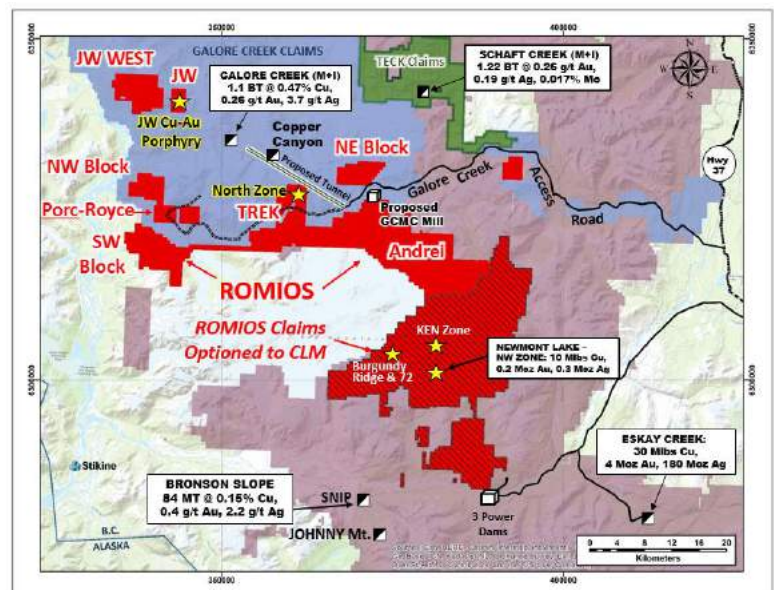 360000
400000
6350000
6350000
JW WEST
JW
GALORE CREEK CLAIMS
TECK Claims
SCHAFT CREEK (M+I)
1.22 BT @ 0.26 g/t Au,
0.19 g/t Ag, 0.017% Mo
GALORE CREEK (M+I)
1.1 BT @ 0.47% Cu,
0.26 g/t Au, 3.7 g/t Ag
JW Cu-Au
Porphyry
Copper
Canyon
N
W
E
S
NW Block
NE Block
Hwy
37
Proposed Tunnel
Galore Creek Access Road
North Zone
Porc-Royce
TREK
Proposed
GCMC Mill
SW
Block
Andrei
ROMIOS
ROMIOS Claims
Optioned to CLM
KEN Zone
Burgundy
Ridge & 72
NEWMONT LAKE –
NW ZONE: 10 Mlbs Cu,
0.2 Moz Au, 0.3 Moz Ag
6300000
6300000
Stikine
BRONSON SLOPE
84 MT @ 0.15% Cu,
0.4 g/t Au, 2.2 g/t Ag
ESKAY CREEK:
30 Mlbs Cu,
4 Moz Au, 180 Moz Ag
SNIP
JOHNNY Mt.
3 Power
Dams
B.C.
ALASKA
0 4 8 12 16 20
Kilometers
360000
400000